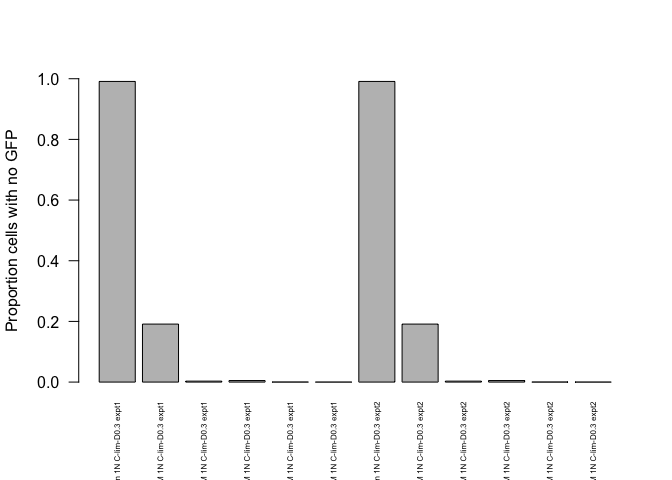 Proportion cells with no GFP
1.0
0.8
0.6
0.4
0.2
0.0
1N C-lim-D0.3 expt1
1N C-lim-D0.3 expt1
1N C-lim-D0.3 expt1
1N C-lim-D0.3 expt1
1N C-lim-D0.3 expt1
1N C-lim-D0.3 expt1
1N C-lim-D0.3 expt2
1N C-lim-D0.3 expt2
1N C-lim-D0.3 expt2
1N C-lim-D0.3 expt2
1N C-lim-D0.3 expt2
1N C-lim-D0.3 expt2